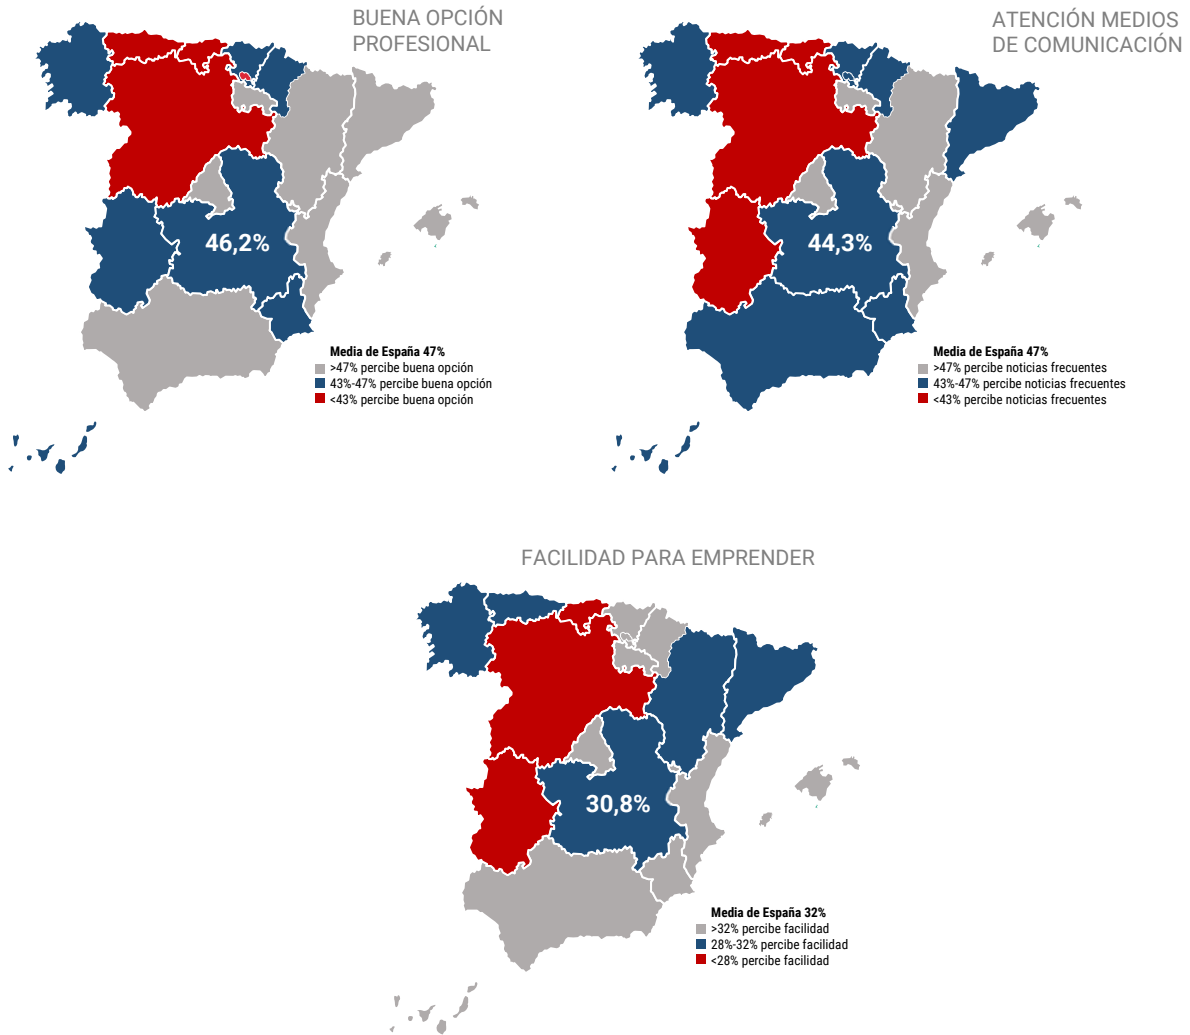 BUENA OPCIÓN
PROFESIONAL
46,2%
Media de España 47%
>47% percibe buena opción
43%-47% percibe buena opción
<43% percibe buena opción
ATENCIÓN MEDIOS
DE COMUNICACIÓN
44,3%
Media de España 47%
>47% percibe noticias frecuentes
43%-47% percibe noticias frecuentes
<43% percibe noticias frecuentes
FACILIDAD PARA EMPRENDER
30,8%
Media de España 32%
>32% percibe facilidad
28%-32% percibe facilidad
<28% percibe facilidad